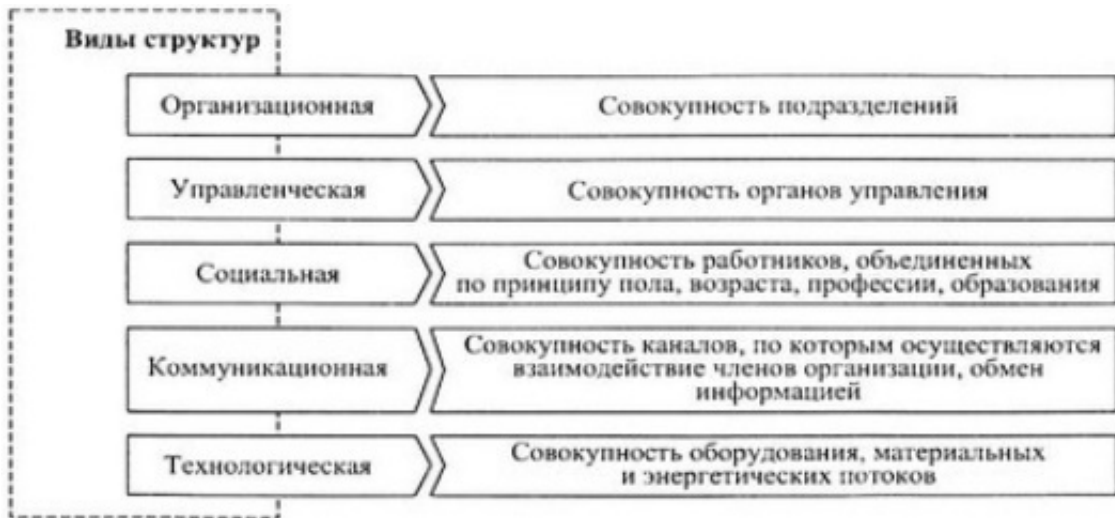 Виды структур
Организационная
Совокупность подразделений
Управленческая
Совокупность органов управления
Социальная
Совокупность работников, объединенных
по принципу пола, возраста, профессии, образования
Коммуникационная
Совокупность каналов, по которым осуществляются
взаимодействие членов организации, обмен
информацией
Технологическая
Совокупность оборудования, материальных
и энергетических потоков